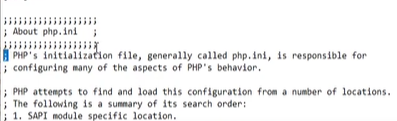 ;;;;;;;;;;;;;;;;;;;
; About php.ini   ;
;;;;;;;;;;;;;;;;;;;
; PHP's initialization file, generally called php.ini, is responsible for
; configuring many of the aspects of PHP's behavior.
; PHP attempts to find and load this configuration from a number of locations.
; The following is a summary of its search order:
; 1. SAPI module specific location.